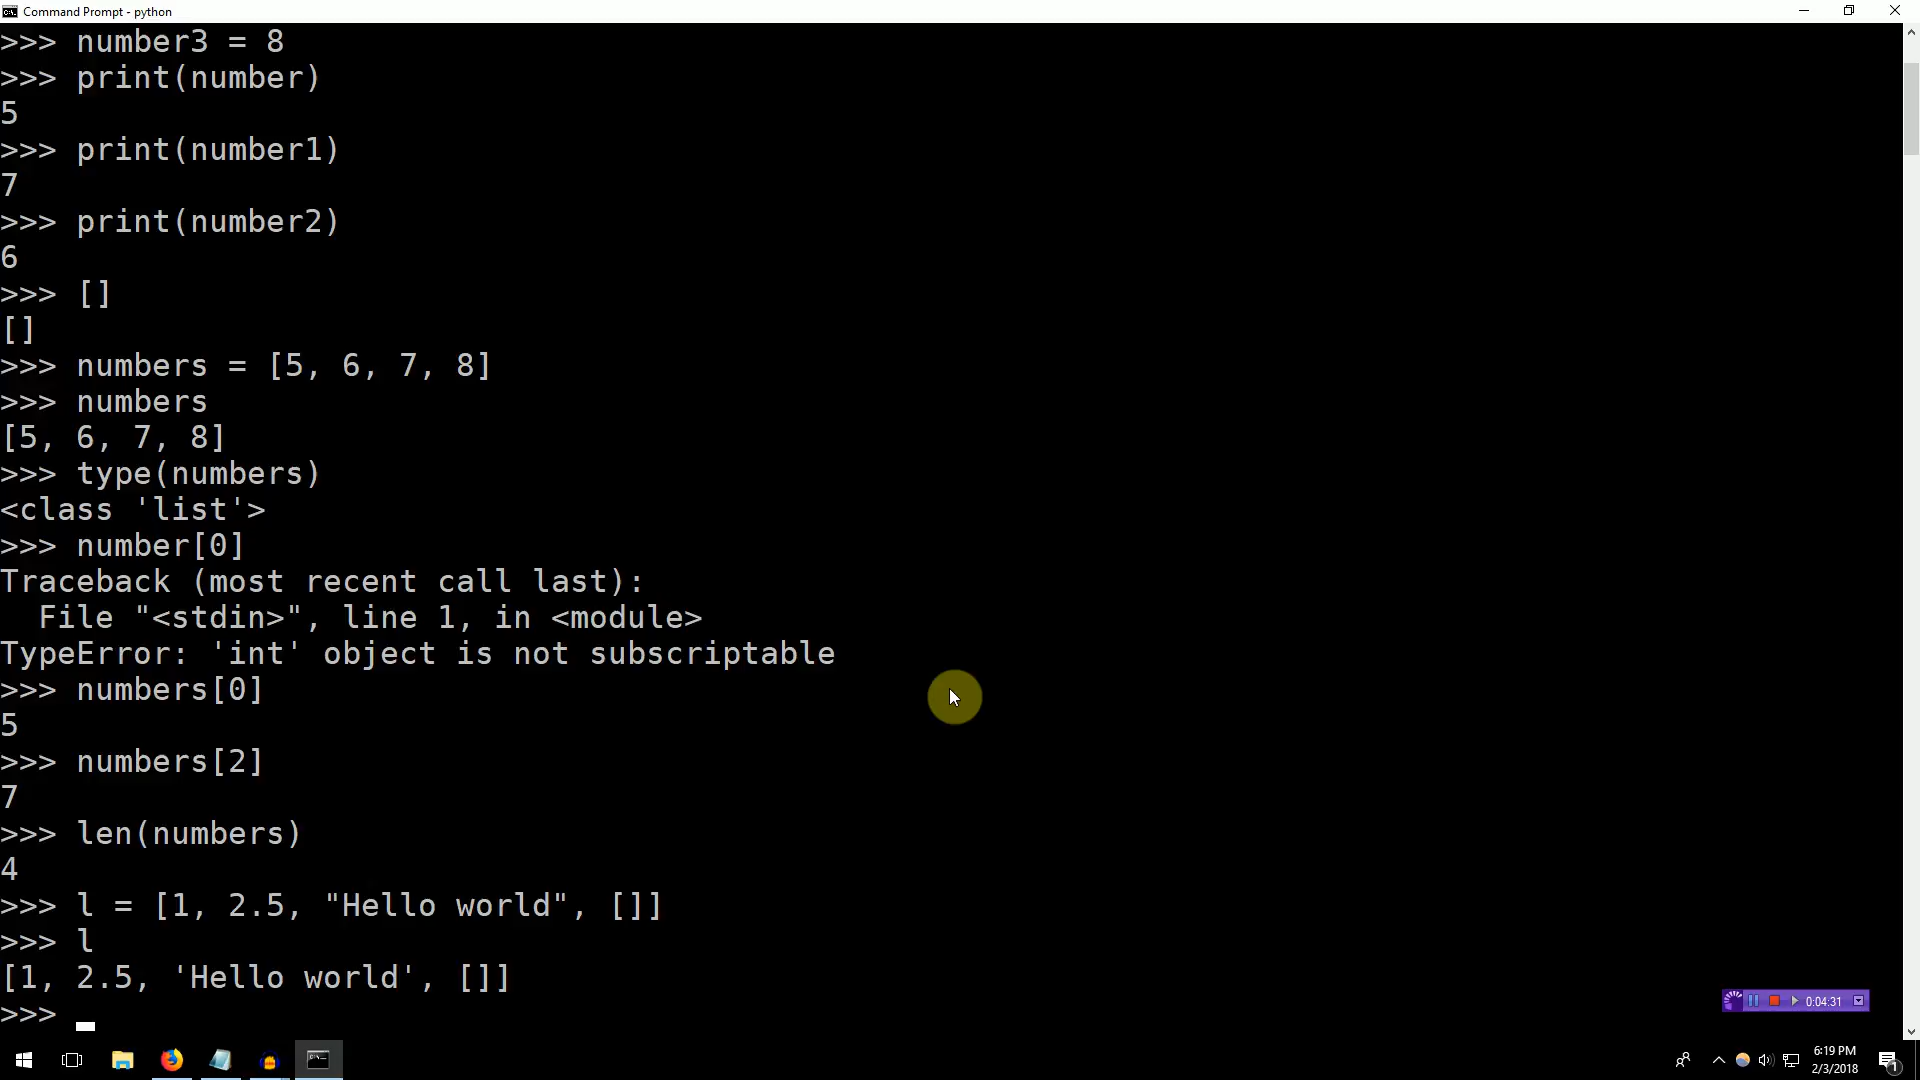 Command Prompt - python
>>> number3 = 8
>>> print(number)
5
>>> print(number1)
7
>>> print(number2)
6
>>> []
[]
>>> numbers = [5, 6, 7, 8]
>>> numbers
[5, 6, 7, 8]
>>> type(numbers)
<class 'list'>
>>> number[0]
Traceback (most recent call last):
  File "<stdin>", line 1, in <module>
TypeError: 'int' object is not subscriptable
>>> numbers[0]
5
>>> numbers[2]
7
>>> len(numbers)
4
>>> l = [1, 2.5, "Hello world", []]
>>> l
[1, 2.5, 'Hello world', []]
>>>
0:04:31
6:19 PM
2/3/2018
1